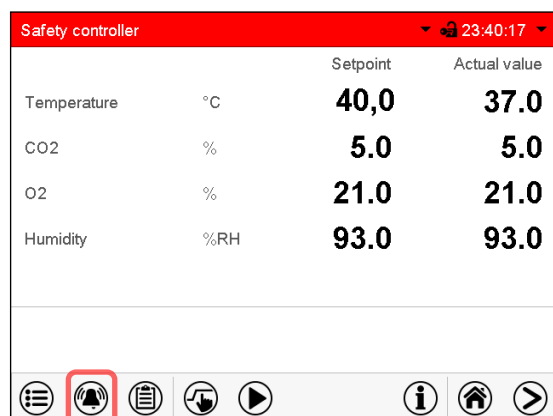 Safety controller 23:40:17
Setpoint Actual value
Temperature °C 40,0 37.0
CO2 % 5.0 5.0
O2 % 21.0 21.0
Humidity %RH 93.0 93.0